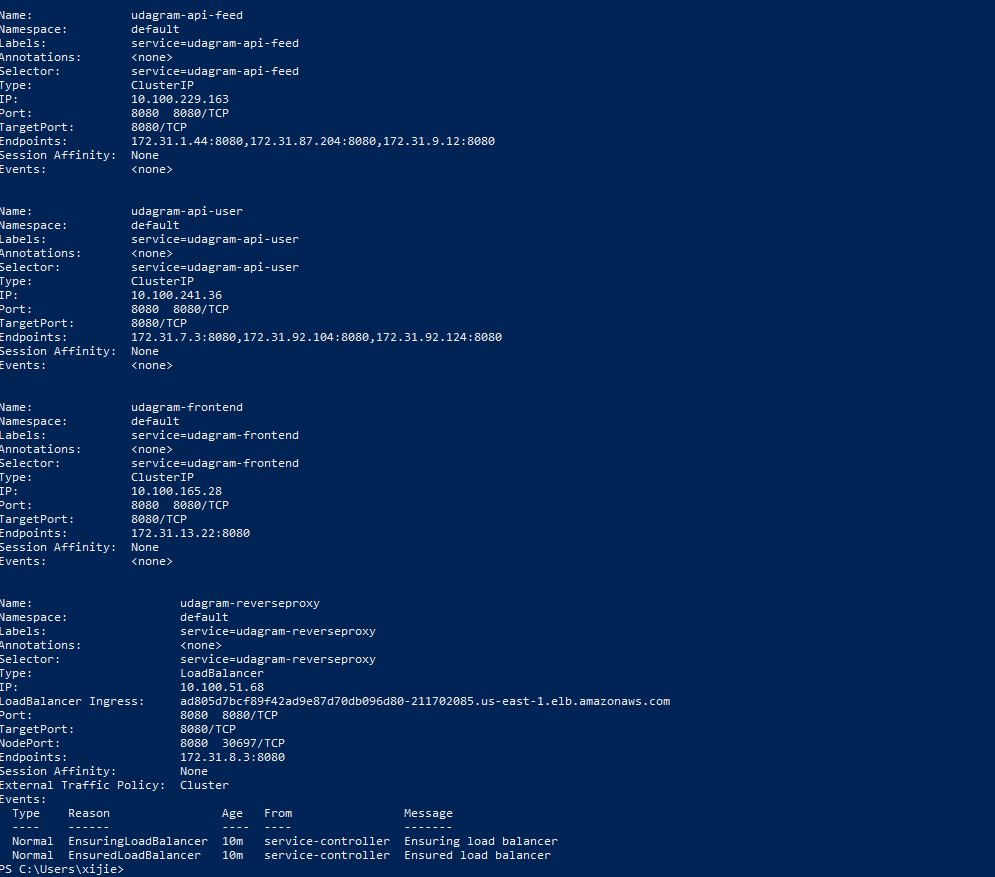 Name: udagram-api-feed
Namespace: default
Labels: service=udagram-api-feed
Annotations: <none>
Selector: service=udagram-api-feed
Type: ClusterIP
IP: 10.100.229.163
Port: 8080 8080/TCP
TargetPort: 8080/TCP
Endpoints: 172.31.1.44:8080,172.31.87.204:8080,172.31.9.12:8080
Session Affinity: None
Events: <none>
Name: udagram-api-user
Namespace: default
Labels: service=udagram-api-user
Annotations: <none>
Selector: service=udagram-api-user
Type: ClusterIP
IP: 10.100.241.36
Port: 8080 8080/TCP
TargetPort: 8080/TCP
Endpoints: 172.31.7.3:8080,172.31.92.104:8080,172.31.92.124:8080
Session Affinity: None
Events: <none>
Name: udagram-frontend
Namespace: default
Labels: service=udagram-frontend
Annotations: <none>
Selector: service=udagram-frontend
Type: ClusterIP
IP: 10.100.165.28
Port: 8080 8080/TCP
TargetPort: 8080/TCP
Endpoints: 172.31.13.22:8080
Session Affinity: None
Events: <none>
Name: udagram-reverseproxy
Namespace: default
Labels: service=udagram-reverseproxy
Annotations: <none>
Selector: service=udagram-reverseproxy
Type: LoadBalancer
IP: 10.100.51.68
LoadBalancer Ingress: ad805d7bcf89f42ad9e87d70db096d80-211702085.us-east-1.elb.amazonaws.com
Port: 8080 8080/TCP
TargetPort: 8080/TCP
NodePort: 8080 30697/TCP
Endpoints: 172.31.8.3:8080
Session Affinity: None
External Traffic Policy: Cluster
Events:
Type Reason Age From Message
---- ------ ---- ---- -------
Normal EnsuringLoadBalancer 10m service-controller Ensuring load balancer
Normal EnsuredLoadBalancer 10m service-controller Ensured load balancer
PS C:\Users\xijie>